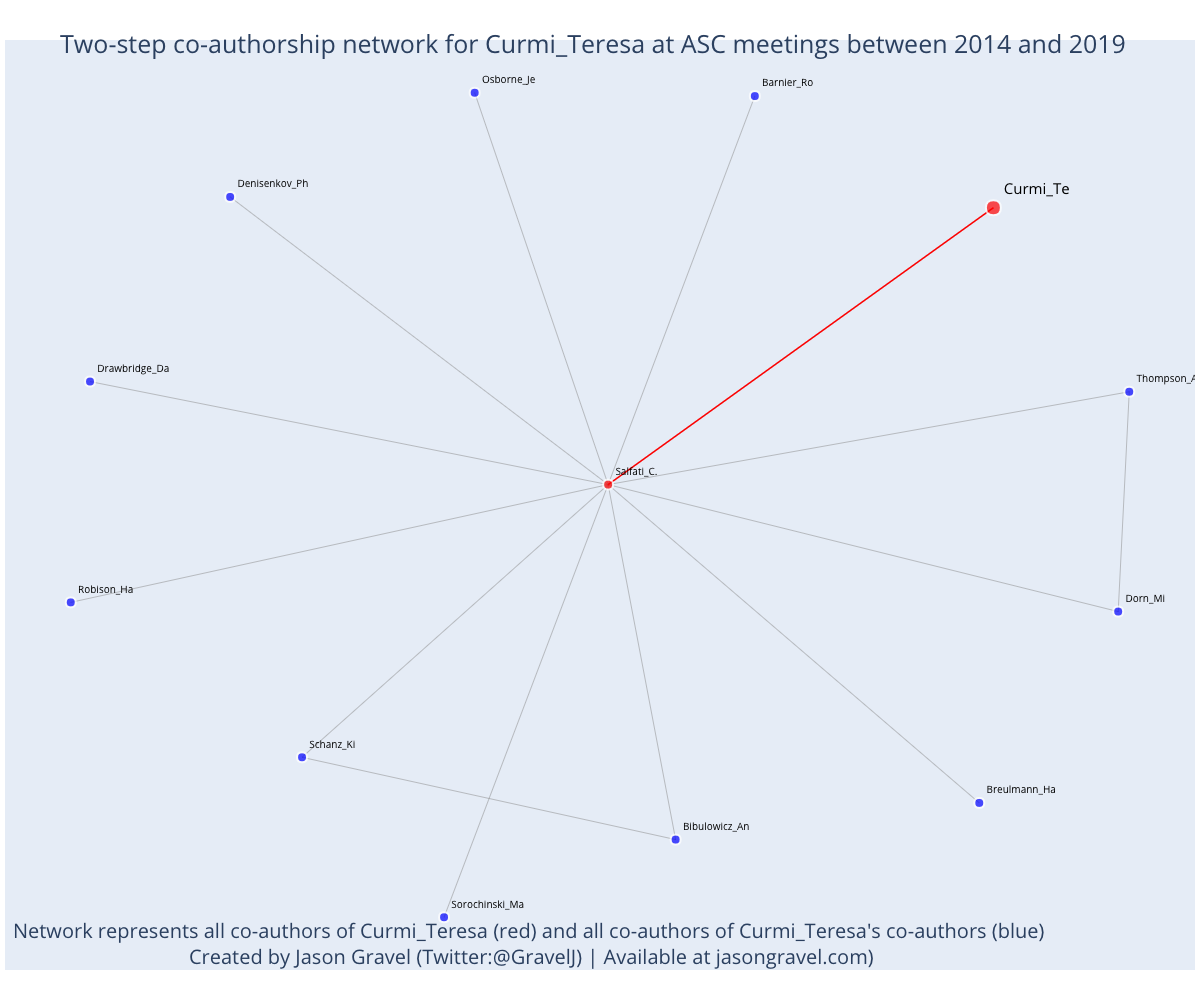 Two-step co-authorship network for Curmi_Teresa at ASC meetings between 2014 and 2019
Osborne_Je
Barnier_Ro
Denisenkov_Ph
Curmi_Te
Drawbridge_Da
Thompson_A
Salfati_C.
Robison_Ha
Dorn_Mi
Schanz_Ki
Breulmann_Ha
Bibulowicz_An
Sorochinski_Ma
Network represents all co-authors of Curmi_Teresa (red) and all co-authors of Curmi_Teresa's co-authors (blue)
Created by Jason Gravel (Twitter:@GravelJ) | Available at jasongravel.com)